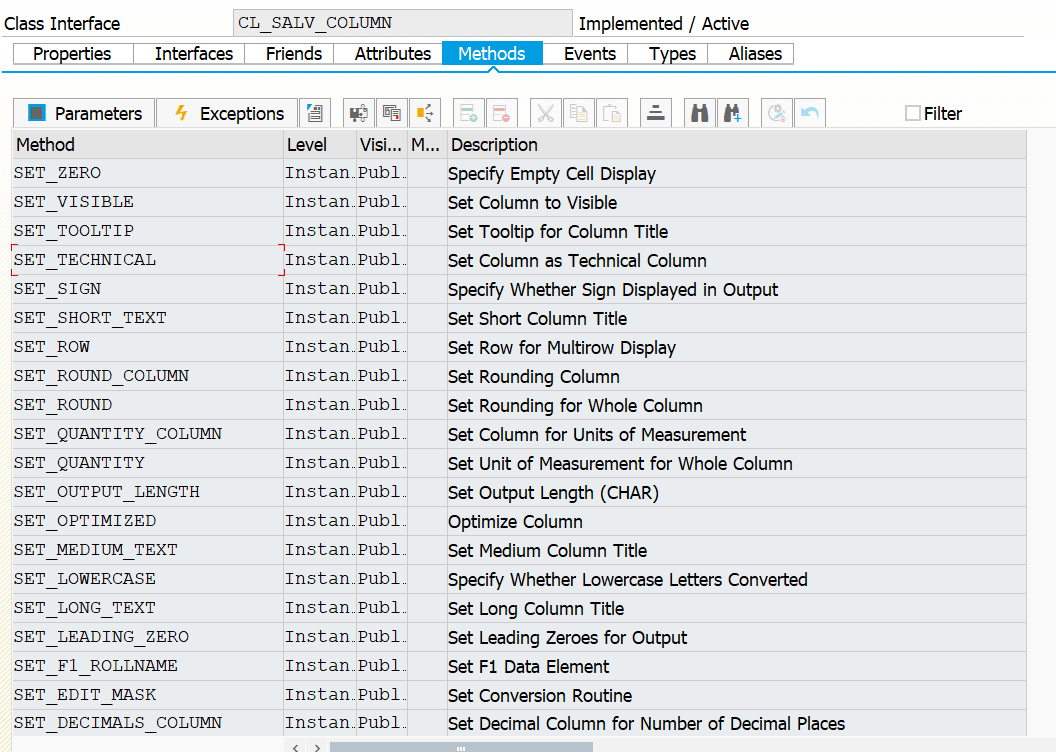 Class Interface CL_SALV_COLUMN Implemented / Active
Properties Interfaces Friends Attributes Methods Events Types Aliases
Parameters Exceptions Filter
Method Level Visi... M... Description
SET_ZERO Instan.. Publ.. Specify Empty Cell Display
SET_VISIBLE Instan.. Publ.. Set Column to Visible
SET_TOOLTIP Instan.. Publ.. Set Tooltip for Column Title
SET_TECHNICAL Instan.. Publ.. Set Column as Technical Column
SET_SIGN Instan.. Publ.. Specify Whether Sign Displayed in Output
SET_SHORT_TEXT Instan.. Publ.. Set Short Column Title
SET_ROW Instan.. Publ.. Set Row for Multirow Display
SET_ROUND_COLUMN Instan.. Publ.. Set Rounding Column
SET_ROUND Instan.. Publ.. Set Rounding for Whole Column
SET_QUANTITY_COLUMN Instan.. Publ.. Set Column for Units of Measurement
SET_QUANTITY Instan.. Publ.. Set Unit of Measurement for Whole Column
SET_OUTPUT_LENGTH Instan.. Publ.. Set Output Length (CHAR)
SET_OPTIMIZED Instan.. Publ.. Optimize Column
SET_MEDIUM_TEXT Instan.. Publ.. Set Medium Column Title
SET_LOWERCASE Instan.. Publ.. Specify Whether Lowercase Letters Converted
SET_LONG_TEXT Instan.. Publ.. Set Long Column Title
SET_LEADING_ZERO Instan.. Publ.. Set Leading Zeroes for Output
SET_F1_ROLLNAME Instan.. Publ.. Set F1 Data Element
SET_EDIT_MASK Instan.. Publ.. Set Conversion Routine
SET_DECIMALS_COLUMN Instan.. Publ.. Set Decimal Column for Number of Decimal Places